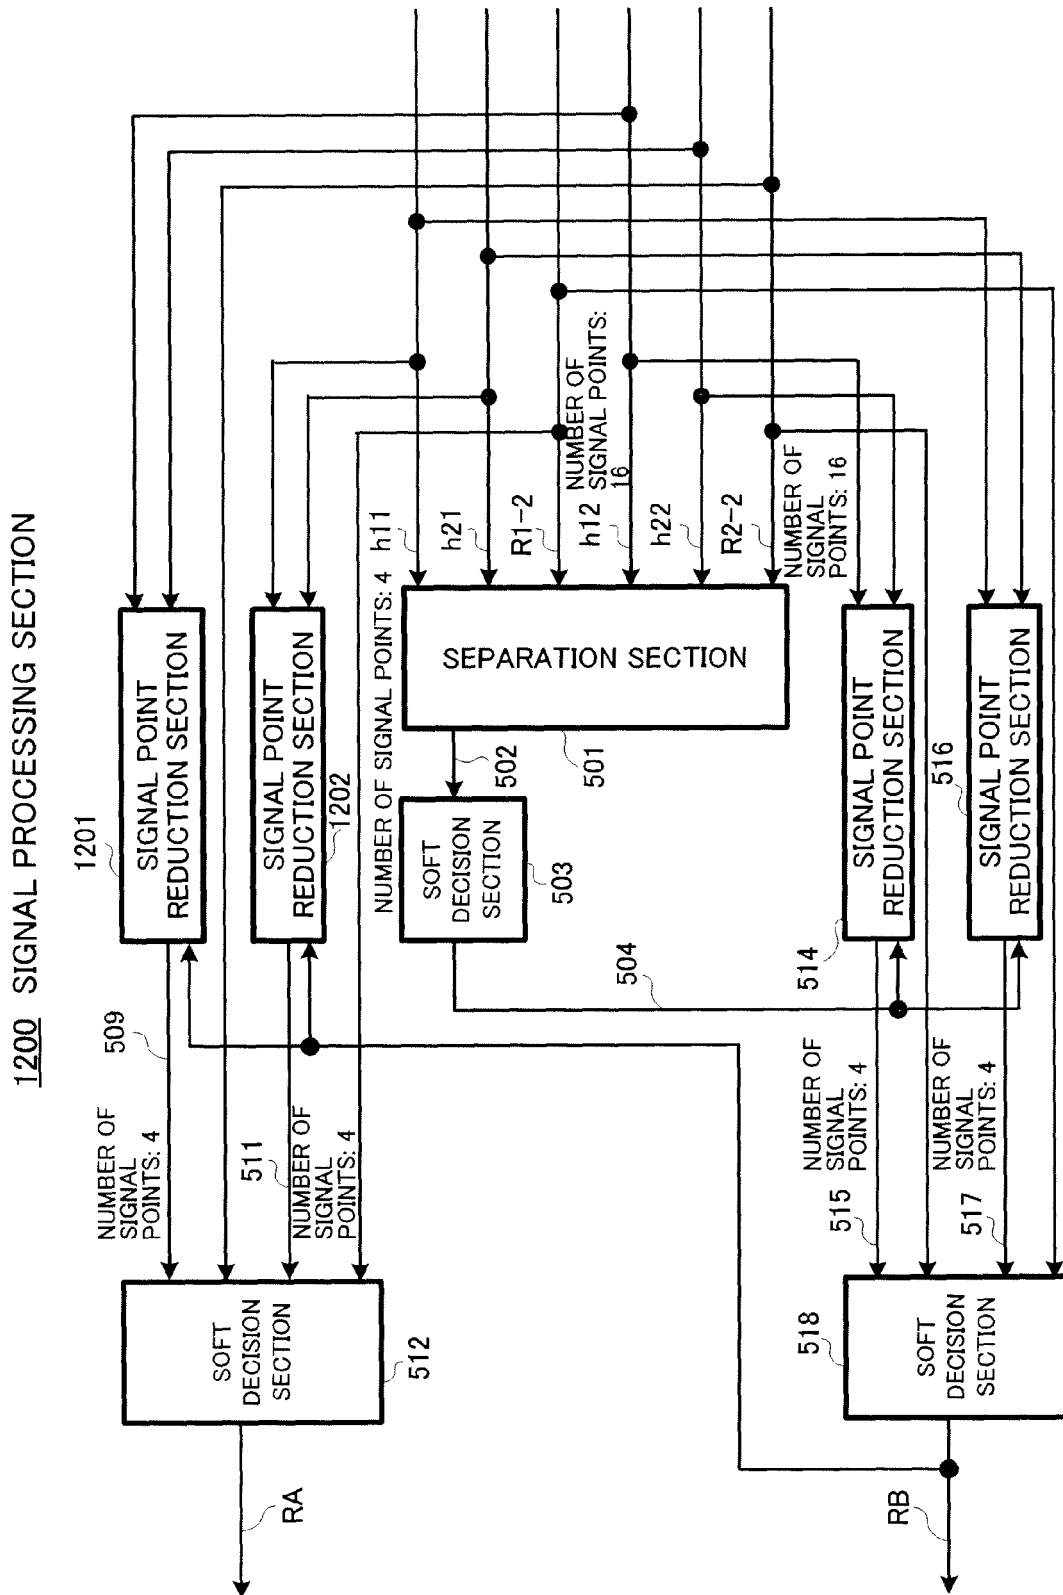 1200 SIGNAL PROCESSING SECTION
h11
h21
R1-2
NUMBER OF
SIGNAL POINTS:
16
h12
h22
R2-2
NUMBER OF
SIGNAL
POINTS: 16
1201
SIGNAL POINT
REDUCTION SECTION
SIGNAL POINT
REDUCTION SECTION
1202
NUMBER OF SIGNAL POINTS: 4
SEPARATION SECTION
501
502
SOFT
DECISION
SECTION
503
504
SIGNAL POINT
REDUCTION SECTION
514
516
SIGNAL POINT
REDUCTION SECTION
509
NUMBER OF
SIGNAL
POINTS: 4
511
NUMBER OF
SIGNAL
POINTS: 4
NUMBER OF
SIGNAL
POINTS: 4
515
NUMBER OF
SIGNAL
POINTS: 4
517
SOFT
DECISION
SECTION
512
518
SOFT
DECISION
SECTION
RA
RB